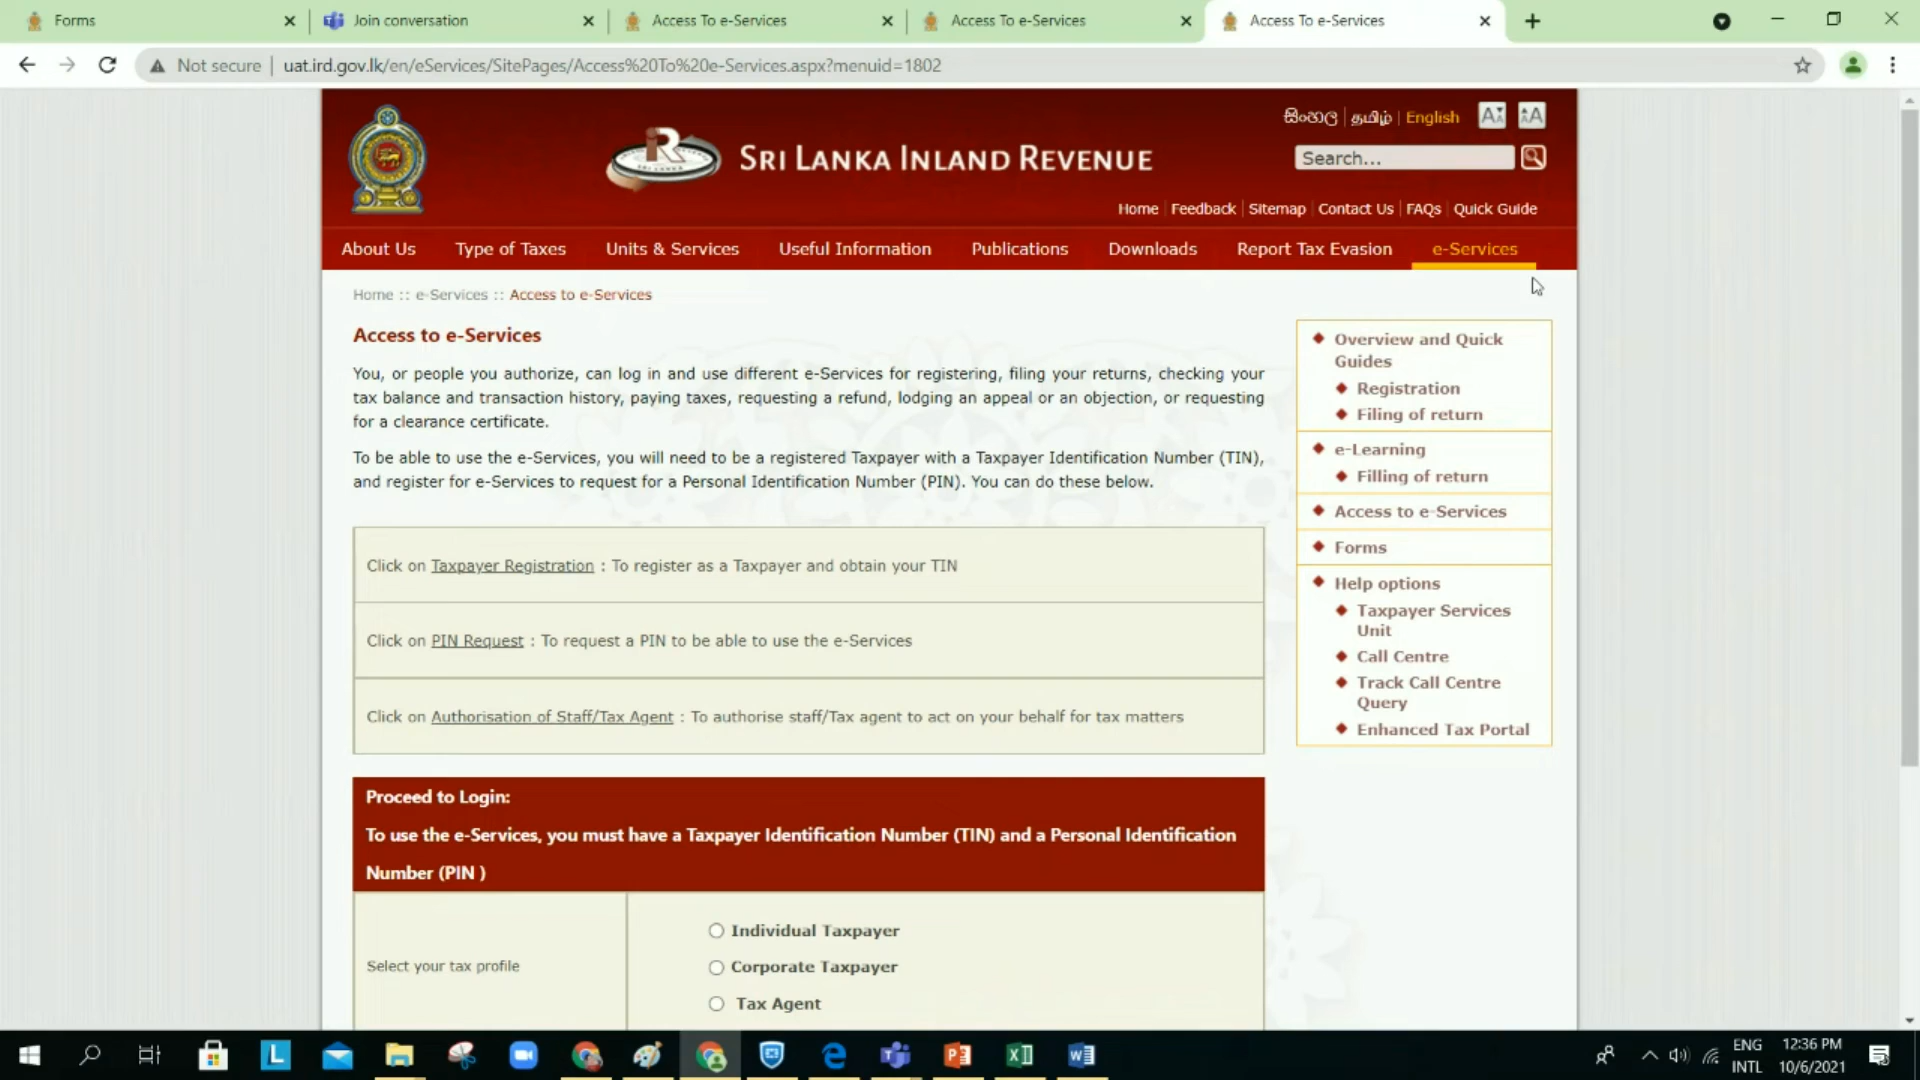 Forms
Join conversation
Access To e-Services
Access To e-Services
Access To e-Services
Not secure | uat.ird.gov.lk/en/eServices/SitePages/Access%20To%20e-Services.aspx?menuid=1802
සිංහල | தமிழ் | English
SRI LANKA INLAND REVENUE
Search...
Home | Feedback | Sitemap | Contact Us | FAQs | Quick Guide
About Us Type of Taxes Units & Services Useful Information Publications Downloads Report Tax Evasion e-Services
Home :: e-Services :: Access to e-Services
Access to e-Services
You, or people you authorize, can log in and use different e-Services for registering, filing your returns, checking your
tax balance and transaction history, paying taxes, requesting a refund, lodging an appeal or an objection, or requesting
for a clearance certificate.
To be able to use the e-Services, you will need to be a registered Taxpayer with a Taxpayer Identification Number (TIN),
and register for e-Services to request for a Personal Identification Number (PIN). You can do these below.
Click on Taxpayer Registration : To register as a Taxpayer and obtain your TIN
Click on PIN Request : To request a PIN to be able to use the e-Services
Click on Authorisation of Staff/Tax Agent : To authorise staff/Tax agent to act on your behalf for tax matters
Proceed to Login:
To use the e-Services, you must have a Taxpayer Identification Number (TIN) and a Personal Identification
Number (PIN )
Select your tax profile
Individual Taxpayer
Corporate Taxpayer
Tax Agent
Overview and Quick
Guides
Registration
Filing of return
e-Learning
Filling of return
Access to e-Services
Forms
Help options
Taxpayer Services
Unit
Call Centre
Track Call Centre
Query
Enhanced Tax Portal
ENG
INTL
12:36 PM
10/6/2021